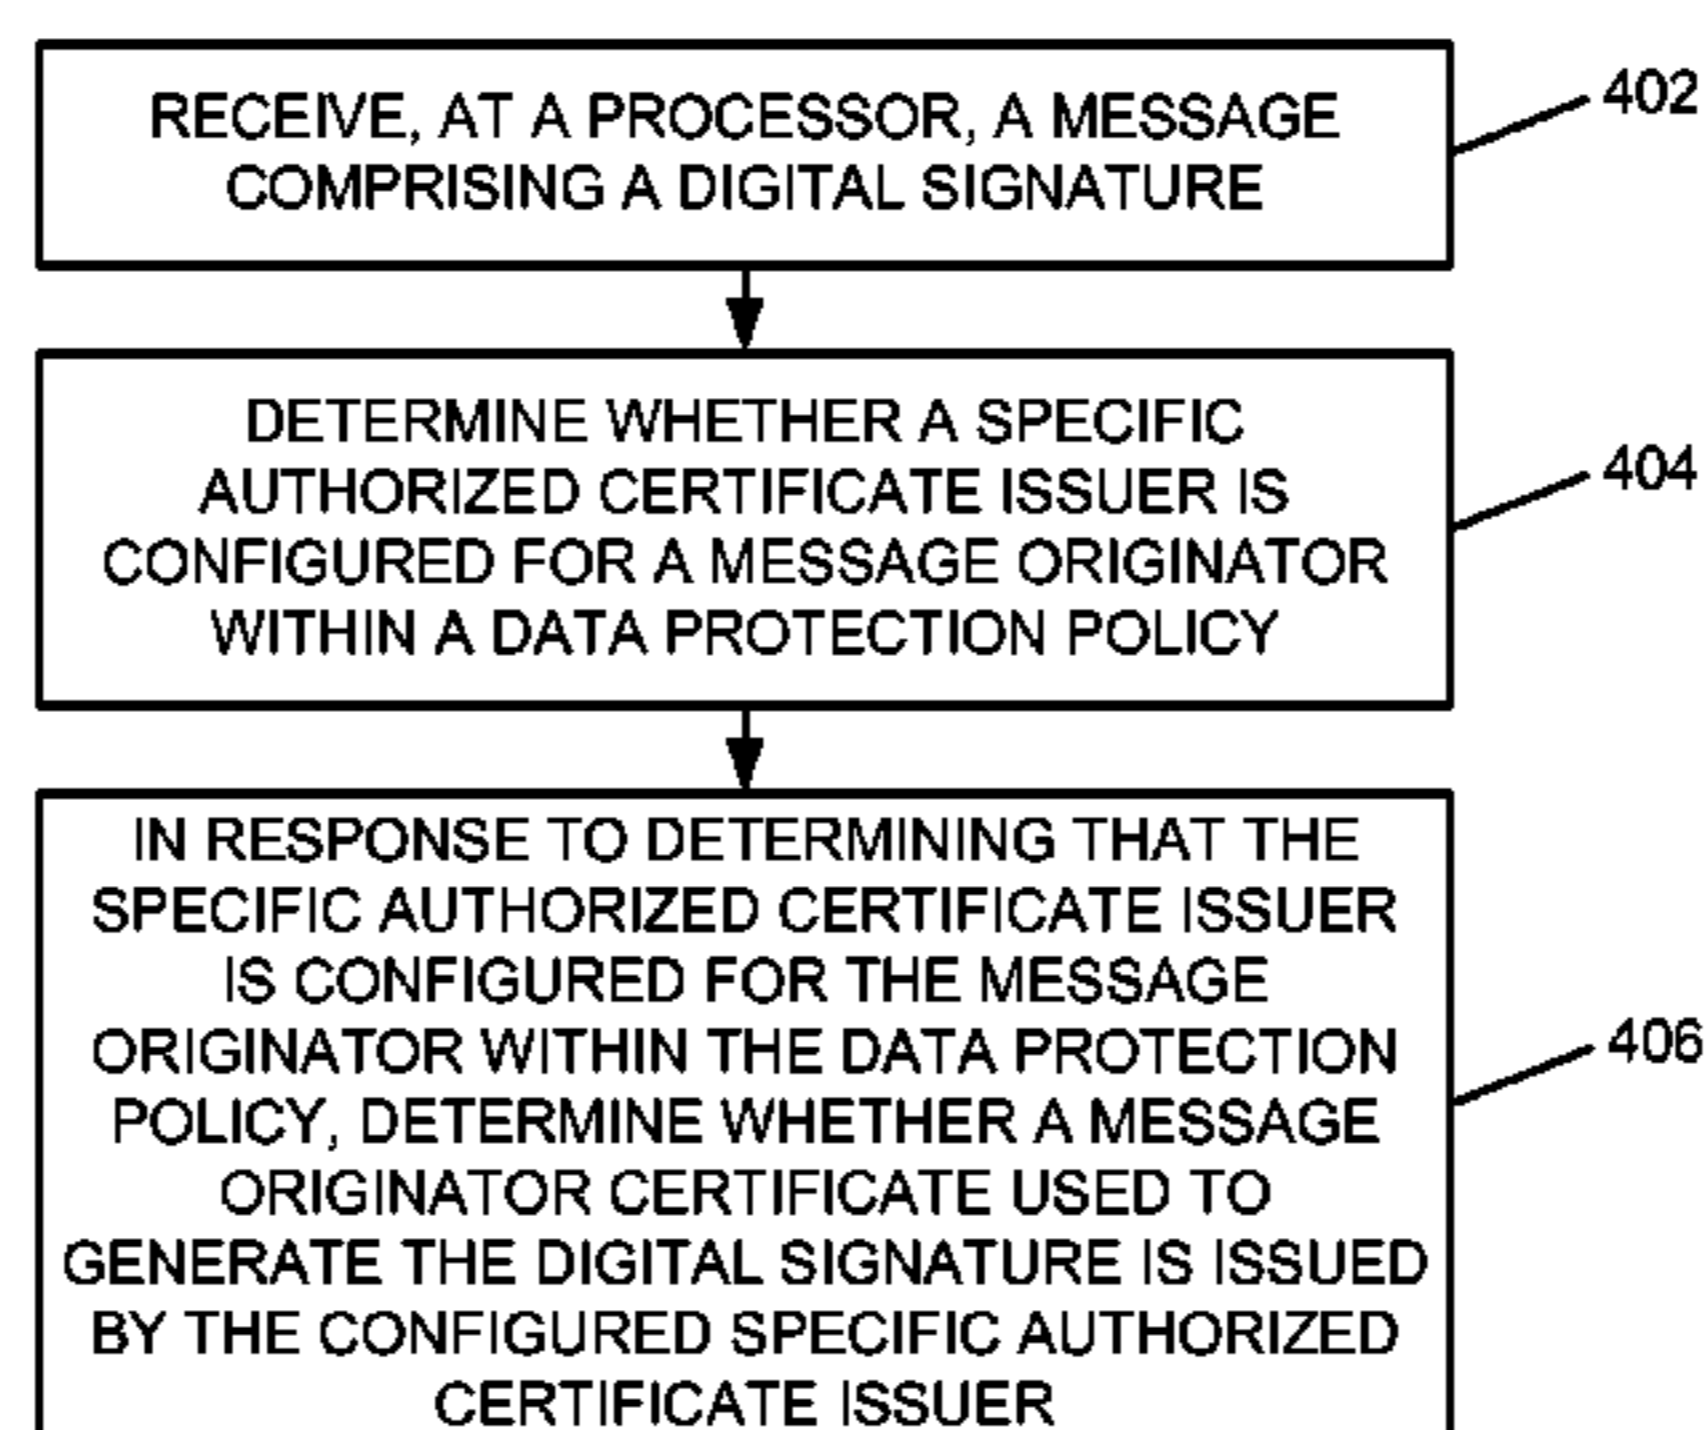 RECEIVE, AT A PROCESSOR, A MESSAGE
COMPRISING A DIGITAL SIGNATURE
402
DETERMINE WHETHER A SPECIFIC
AUTHORIZED CERTIFICATE ISSUER IS
CONFIGURED FOR A MESSAGE ORIGINATOR
WITHIN A DATA PROTECTION POLICY
404
IN RESPONSE TO DETERMINING THAT THE
SPECIFIC AUTHORIZED CERTIFICATE ISSUER
IS CONFIGURED FOR THE MESSAGE
ORIGINATOR WITHIN THE DATA PROTECTION
POLICY, DETERMINE WHETHER A MESSAGE
ORIGINATOR CERTIFICATE USED TO
GENERATE THE DIGITAL SIGNATURE IS ISSUED
BY THE CONFIGURED SPECIFIC AUTHORIZED
CERTIFICATE ISSUER
406